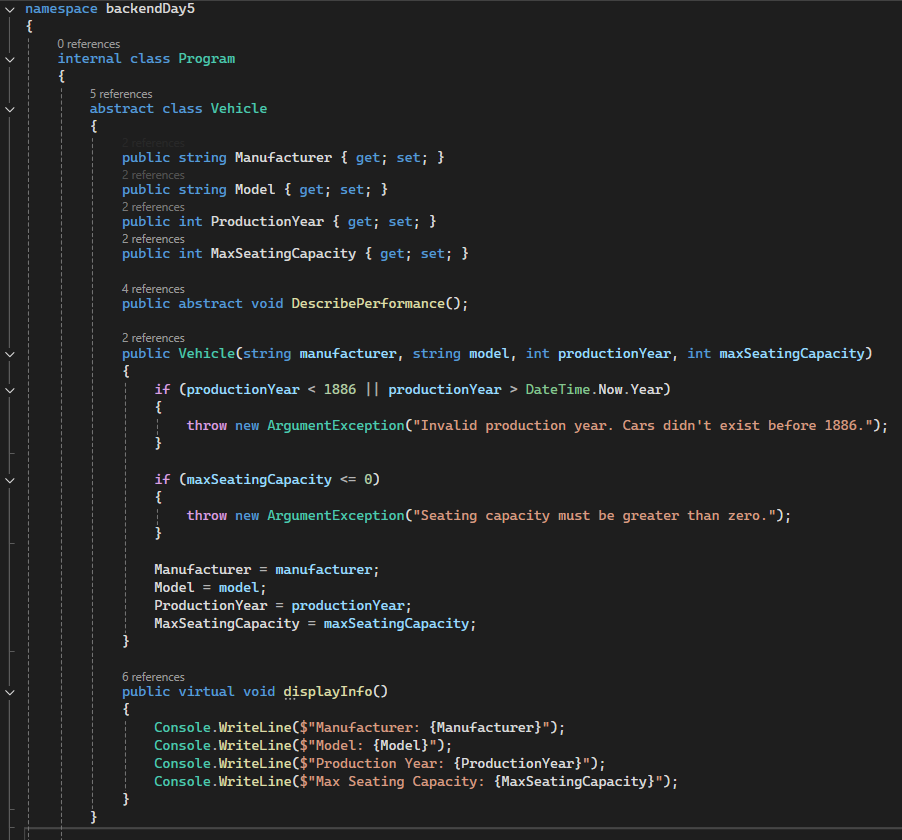 namespace backendDay5
{
0 references
internal class Program
{
5 references
abstract class Vehicle
{
2 references
public string Manufacturer { get; set; }
2 references
public string Model { get; set; }
2 references
public int ProductionYear { get; set; }
2 references
public int MaxSeatingCapacity { get; set; }
4 references
public abstract void DescribePerformance();
2 references
public Vehicle(string manufacturer, string model, int productionYear, int maxSeatingCapacity)
{
if (productionYear < 1886 || productionYear > DateTime.Now.Year)
{
throw new ArgumentException("Invalid production year. Cars didn't exist before 1886.");
}
if (maxSeatingCapacity <= 0)
{
throw new ArgumentException("Seating capacity must be greater than zero.");
}
Manufacturer = manufacturer;
Model = model;
ProductionYear = productionYear;
MaxSeatingCapacity = maxSeatingCapacity;
}
6 references
public virtual void displayInfo()
{
Console.WriteLine($"Manufacturer: {Manufacturer}");
Console.WriteLine($"Model: {Model}");
Console.WriteLine($"Production Year: {ProductionYear}");
Console.WriteLine($"Max Seating Capacity: {MaxSeatingCapacity}");
}
}